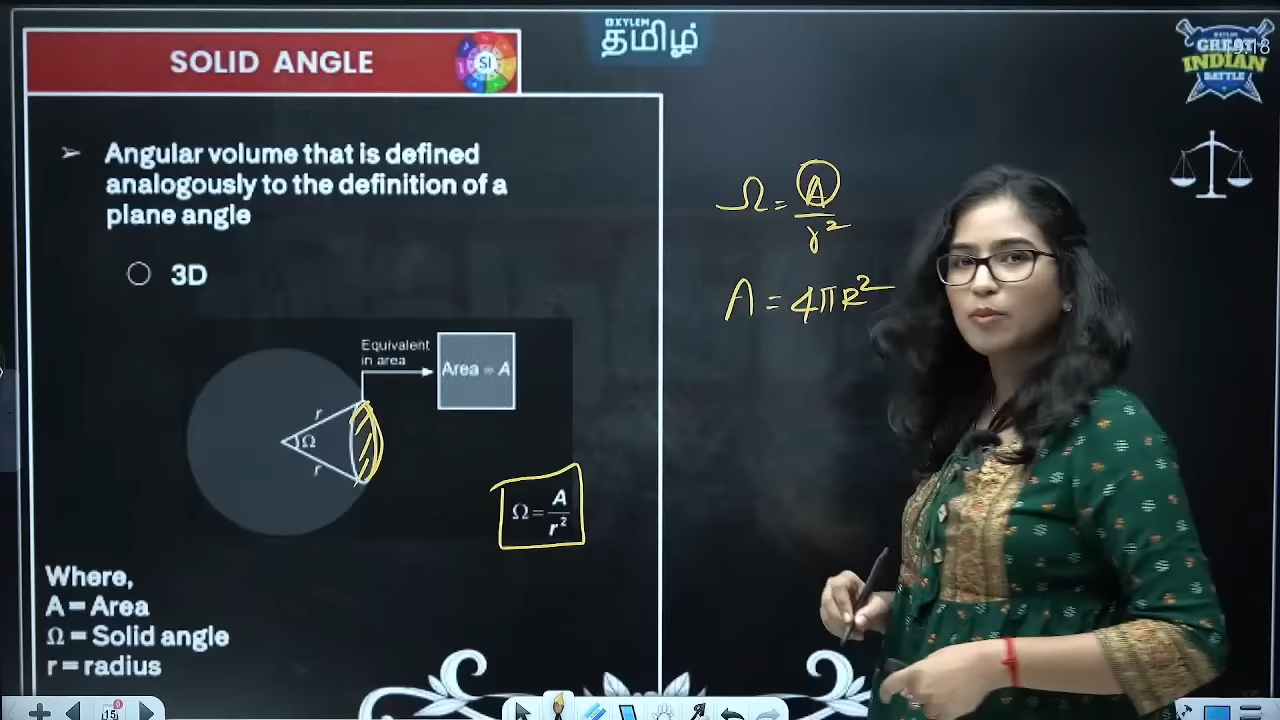 SOLID ANGLE
SI
XYLEM
தமிழ்
XYLEM
GREAT
INDIAN
BATTLE
➢ Angular volume that is defined
analogously to the definition of a
plane angle
○ 3D
Equivalent
in area
Area = A
r
Ω
r
Ω = A/r²
Where,
A = Area
Ω = Solid angle
r = radius
Ω = A/r²
A = 4πR²
15